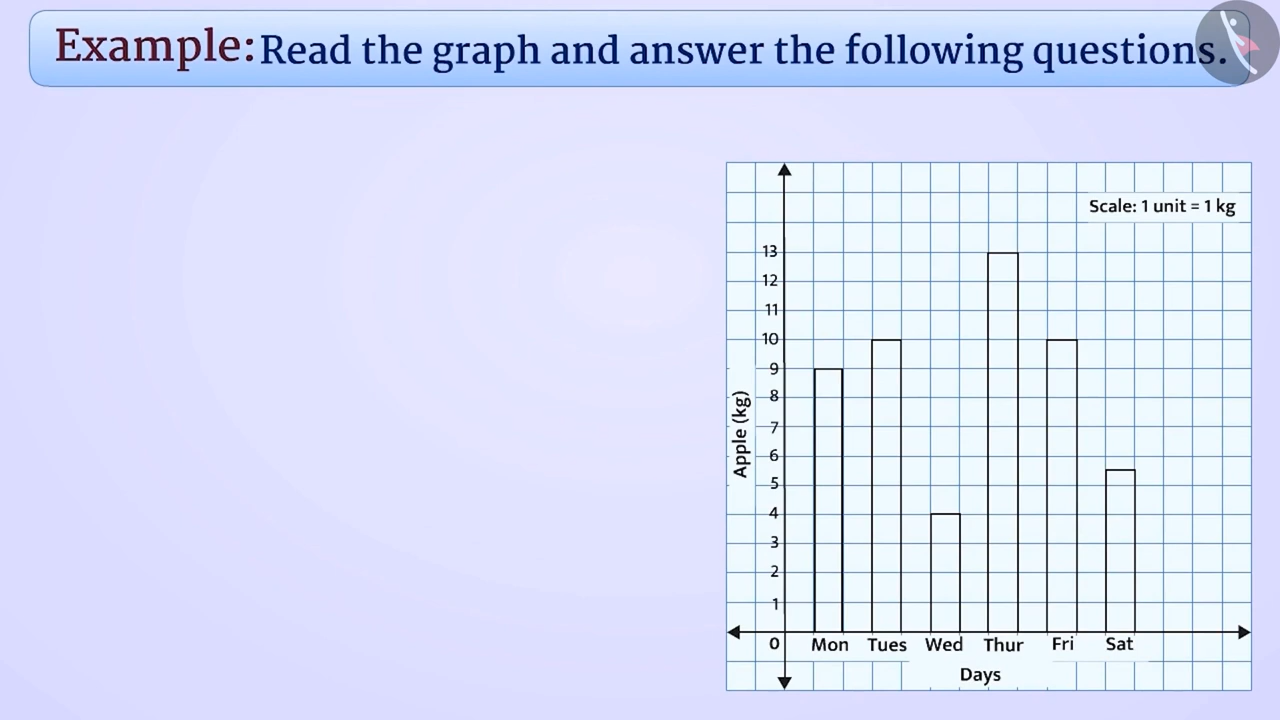 Example: Read the graph and answer the following questions.
Scale: 1 unit = 1 kg
13
12
11
10
9
8
7
6
5
4
3
2
1
0
Apple (kg)
Mon Tues Wed Thur Fri Sat
Days